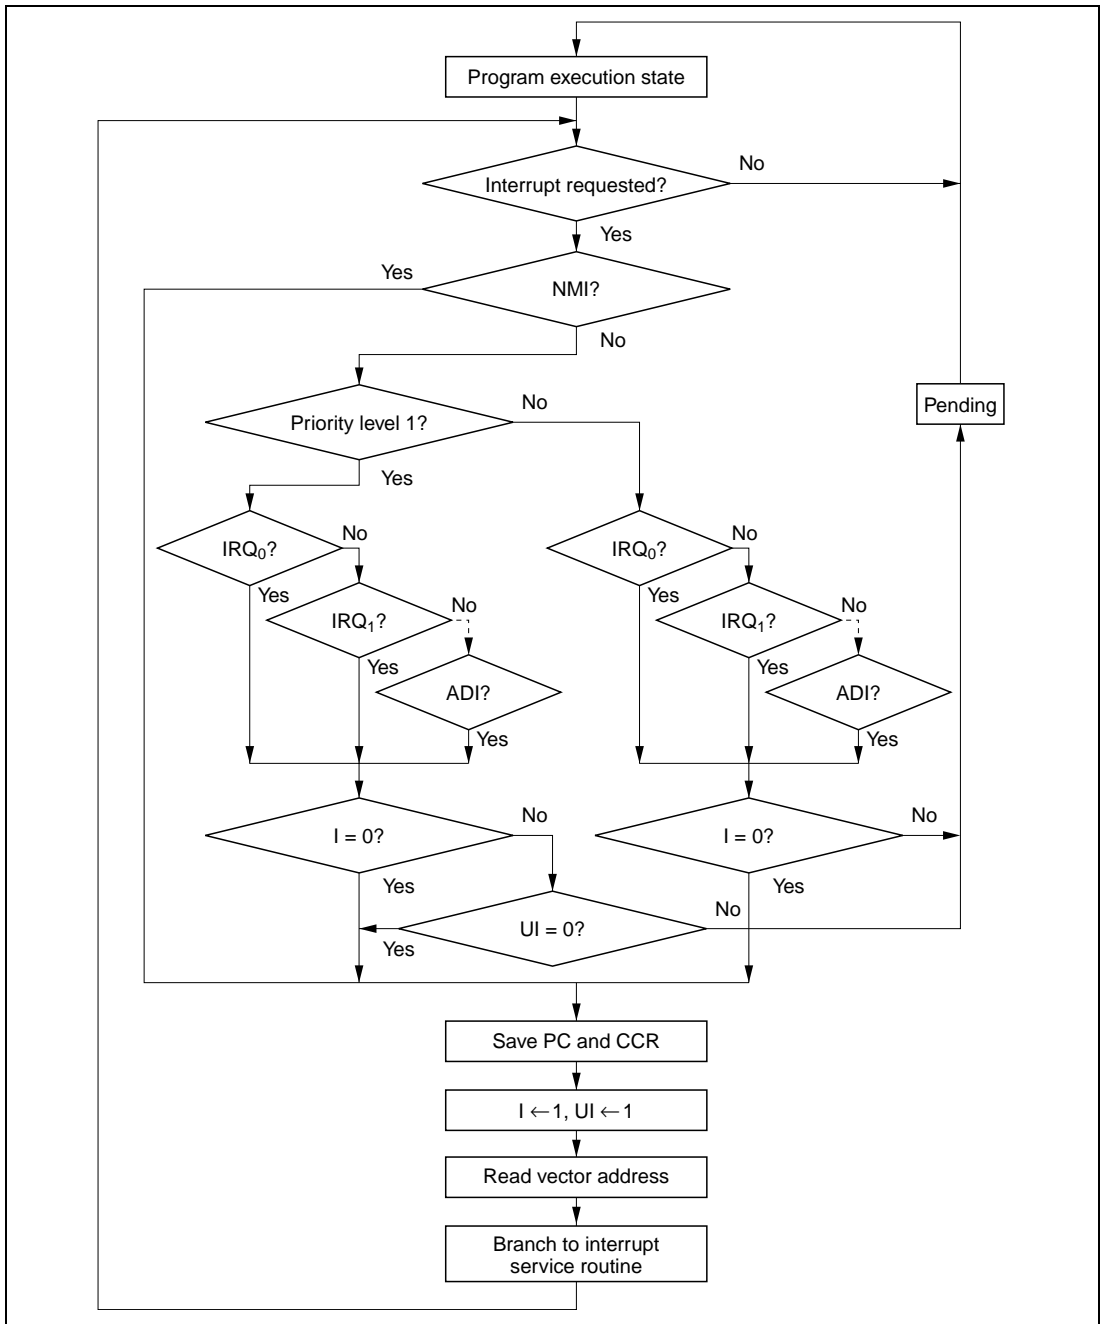 Program execution state
No
Interrupt requested?
Yes
Yes
NMI?
No
Pending
No
Priority level 1?
Yes
IRQ₀?
No
IRQ₀?
No
Yes
IRQ₁?
No
Yes
IRQ₁?
No
Yes
ADI?
Yes
ADI?
Yes
Yes
No
I = 0?
No
I = 0?
Yes
Yes
No
UI = 0?
Yes
Save PC and CCR
I ←1, UI ←1
Read vector address
Branch to interrupt
service routine